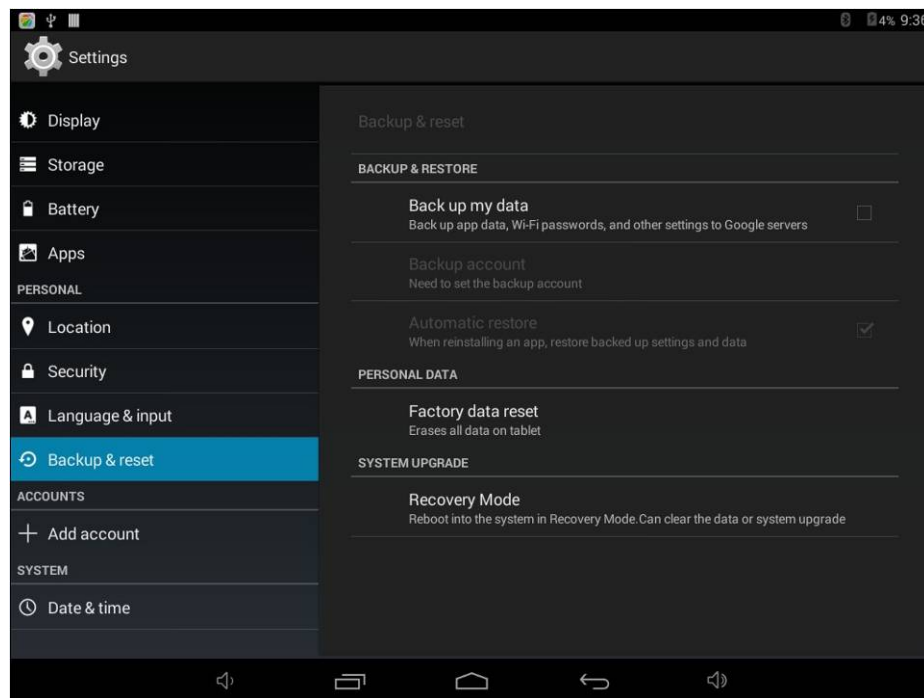 4% 9:36
Settings
Display
Storage
Battery
Apps
PERSONAL
Location
Security
Language & input
Backup & reset
ACCOUNTS
Add account
SYSTEM
Date & time
Backup & reset
BACKUP & RESTORE
Back up my data
Back up app data, Wi-Fi passwords, and other settings to Google servers
Backup account
Need to set the backup account
Automatic restore
When reinstalling an app, restore backed up settings and data
PERSONAL DATA
Factory data reset
Erases all data on tablet
SYSTEM UPGRADE
Recovery Mode
Reboot into the system in Recovery Mode.Can clear the data or system upgrade